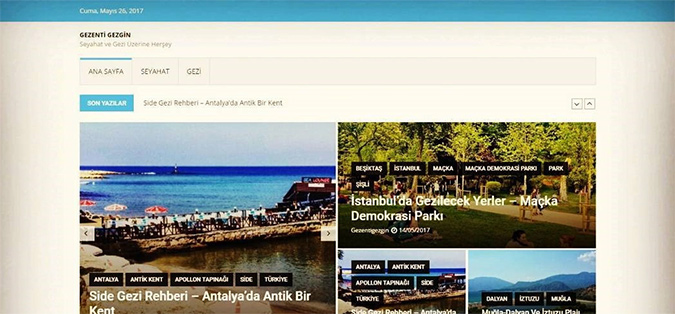 Cuma, Mayıs 26, 2017
GEZENTİ GEZGİN
Seyahat ve Gezi Üzerine Herşey
ANA SAYFA SEYAHAT GEZİ
SON YAZILAR Side Gezi Rehberi – Antalya'da Antik Bir Kent
ANTALYA ANTİK KENT APOLLON TAPINAĞI SİDE TÜRKİYE
Side Gezi Rehberi – Antalya'da Antik Bir
Kent
BEŞİKTAŞ İSTANBUL MAÇKA MAÇKA DEMOKRASİ PARKI PARK
ŞİŞLİ
İstanbul'da Gezilecek Yerler – Maçka
Demokrasi Parkı
Gezentigezgin 14/05/2017
ANTALYA ANTİK KENT
APOLLON TAPINAĞI SİDE
TÜRKİYE
Side Gezi Rehberi – Antalya'da
DALYAN İZTUZU MUĞLA
Muğla-Dalyan Ve İztuzu Plajı